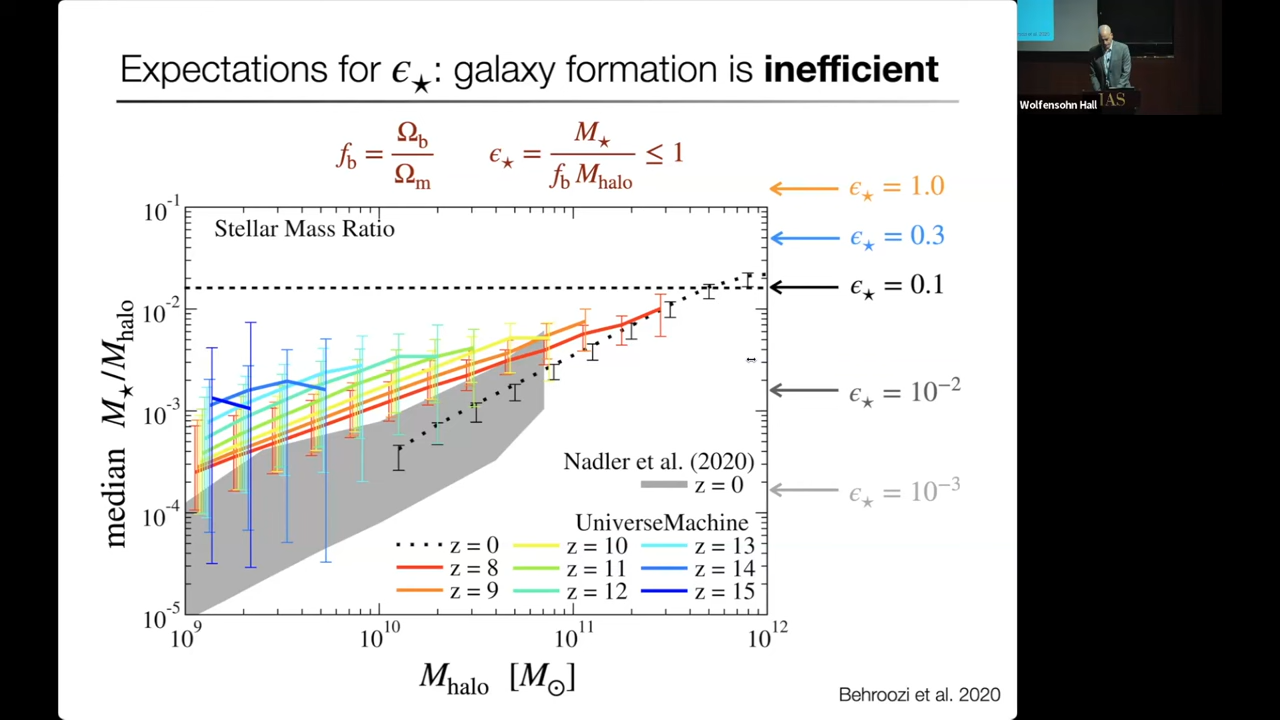 Expectations for ϵ⋆: galaxy formation is inefficient
f_b = Ω_b / Ω_m    ϵ⋆ = M⋆ / (f_b M_halo) ≤ 1
ϵ⋆ = 1.0
ϵ⋆ = 0.3
ϵ⋆ = 0.1
ϵ⋆ = 10^-2
ϵ⋆ = 10^-3
Stellar Mass Ratio
10^-1
10^-2
10^-3
10^-4
10^-5
median M⋆/M_halo
Nadler et al. (2020)
z = 0
UniverseMachine
z = 0 z = 10 z = 13
z = 8 z = 11 z = 14
z = 9 z = 12 z = 15
10^9 10^10 10^11 10^12
M_halo [M_⊙]
Behroozi et al. 2020
Wolfensohn Hall
IAS